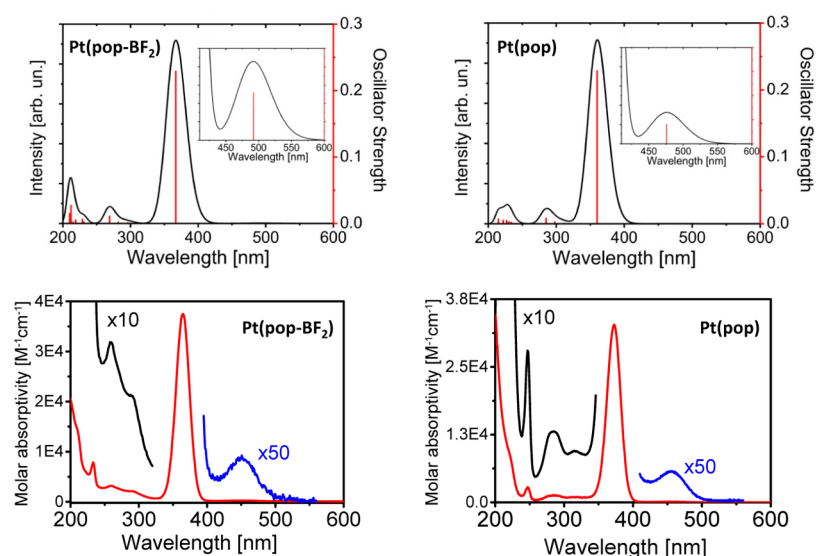 Pt(pop-BF2)
Intensity [arb. un.]
0.3
0.2
0.1
0.0
Oscillator Strength
450 500 550 600
Wavelength [nm]
200 300 400 500 600
Wavelength [nm]
Pt(pop)
Intensity [arb. un.]
0.3
0.2
0.1
0.0
Oscillator Strength
450 500 550 600
Wavelength [nm]
200 300 400 500 600
Wavelength [nm]
Molar absorptivity [M-1cm-1]
4E4
3E4
2E4
1E4
0
x10
Pt(pop-BF2)
x50
200 300 400 500 600
Wavelength [nm]
Molar absorptivity [M-1cm-1]
3.8E4
2.5E4
1.3E4
0.0
x10
Pt(pop)
x50
200 300 400 500 600
Wavelength [nm]